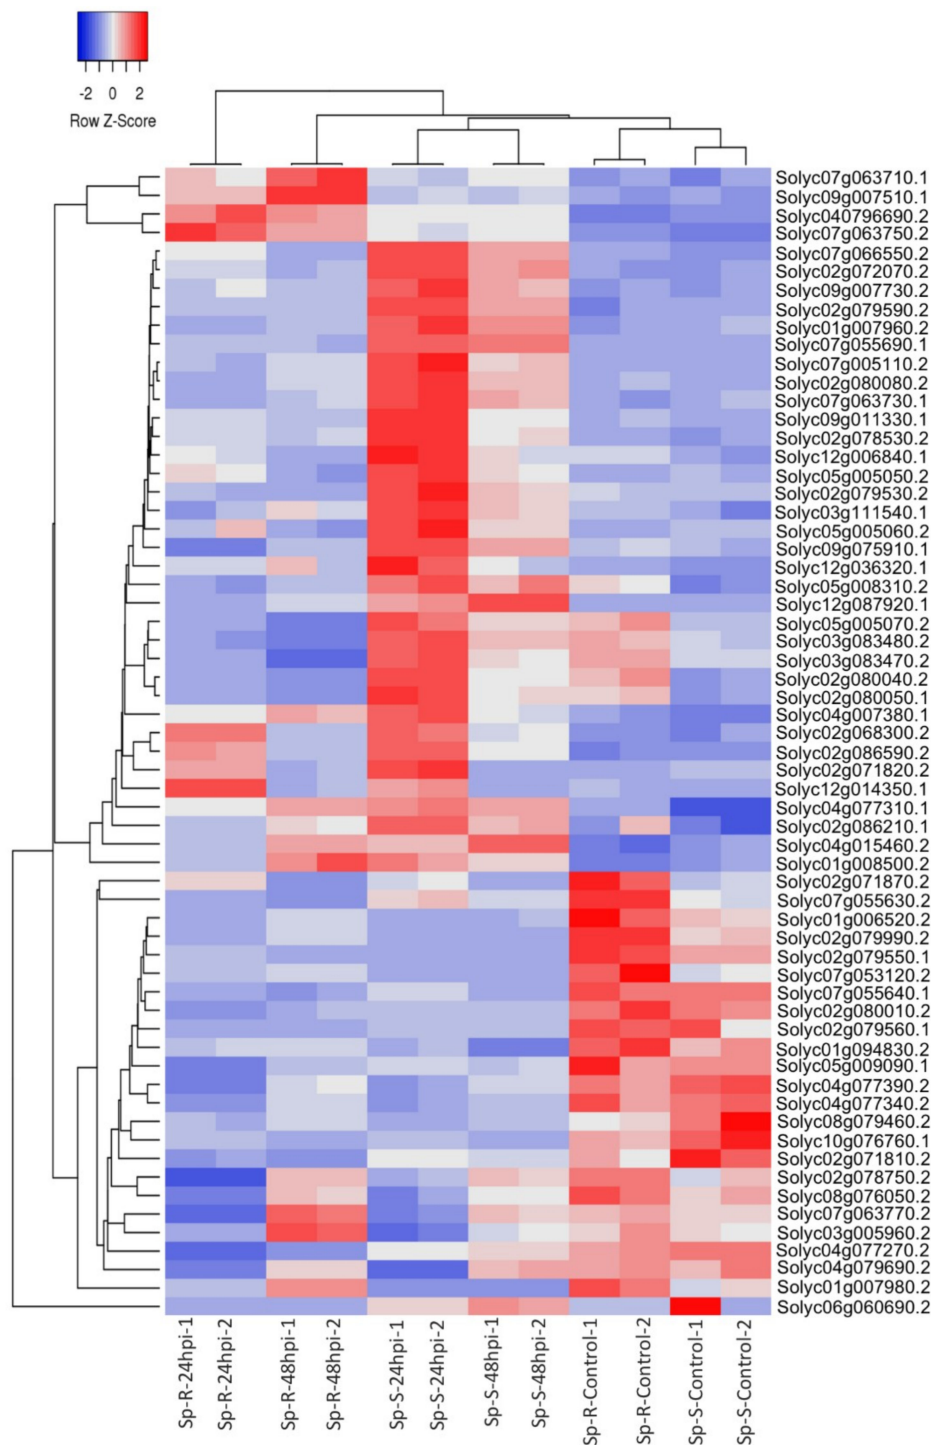 -2 0 2
Row Z-Score
Solyc07g063710.1
Solyc09g007510.1
Solyc040796690.2
Solyc07g063750.2
Solyc07g066550.2
Solyc02g072070.2
Solyc09g007730.2
Solyc02g079590.2
Solyc01g007960.2
Solyc07g055690.1
Solyc07g005110.2
Solyc02g080080.2
Solyc07g063730.1
Solyc09g011330.1
Solyc02g078530.2
Solyc12g006840.1
Solyc05g005050.2
Solyc02g079530.2
Solyc03g111540.1
Solyc05g005060.2
Solyc09g075910.1
Solyc12g036320.1
Solyc05g008310.2
Solyc12g087920.1
Solyc05g005070.2
Solyc03g083480.2
Solyc03g083470.2
Solyc02g080040.2
Solyc02g080050.1
Solyc04g007380.1
Solyc02g068300.2
Solyc02g086590.2
Solyc02g071820.2
Solyc12g014350.1
Solyc04g077310.1
Solyc02g086210.1
Solyc04g015460.2
Solyc01g008500.2
Solyc02g071870.2
Solyc07g055630.2
Solyc01g006520.2
Solyc02g079990.2
Solyc02g079550.1
Solyc07g053120.2
Solyc07g055640.1
Solyc02g080010.2
Solyc02g079560.1
Solyc01g094830.2
Solyc05g009090.1
Solyc04g077390.2
Solyc04g077340.2
Solyc08g079460.2
Solyc10g076760.1
Solyc02g071810.2
Solyc02g078750.2
Solyc08g076050.2
Solyc07g063770.2
Solyc03g005960.2
Solyc04g077270.2
Solyc04g079690.2
Solyc01g007980.2
Solyc06g060690.2
Sp-R-24hpi-1
Sp-R-24hpi-2
Sp-R-48hpi-1
Sp-R-48hpi-2
Sp-S-24hpi-1
Sp-S-24hpi-2
Sp-S-48hpi-1
Sp-S-48hpi-2
Sp-R-Control-1
Sp-R-Control-2
Sp-S-Control-1
Sp-S-Control-2